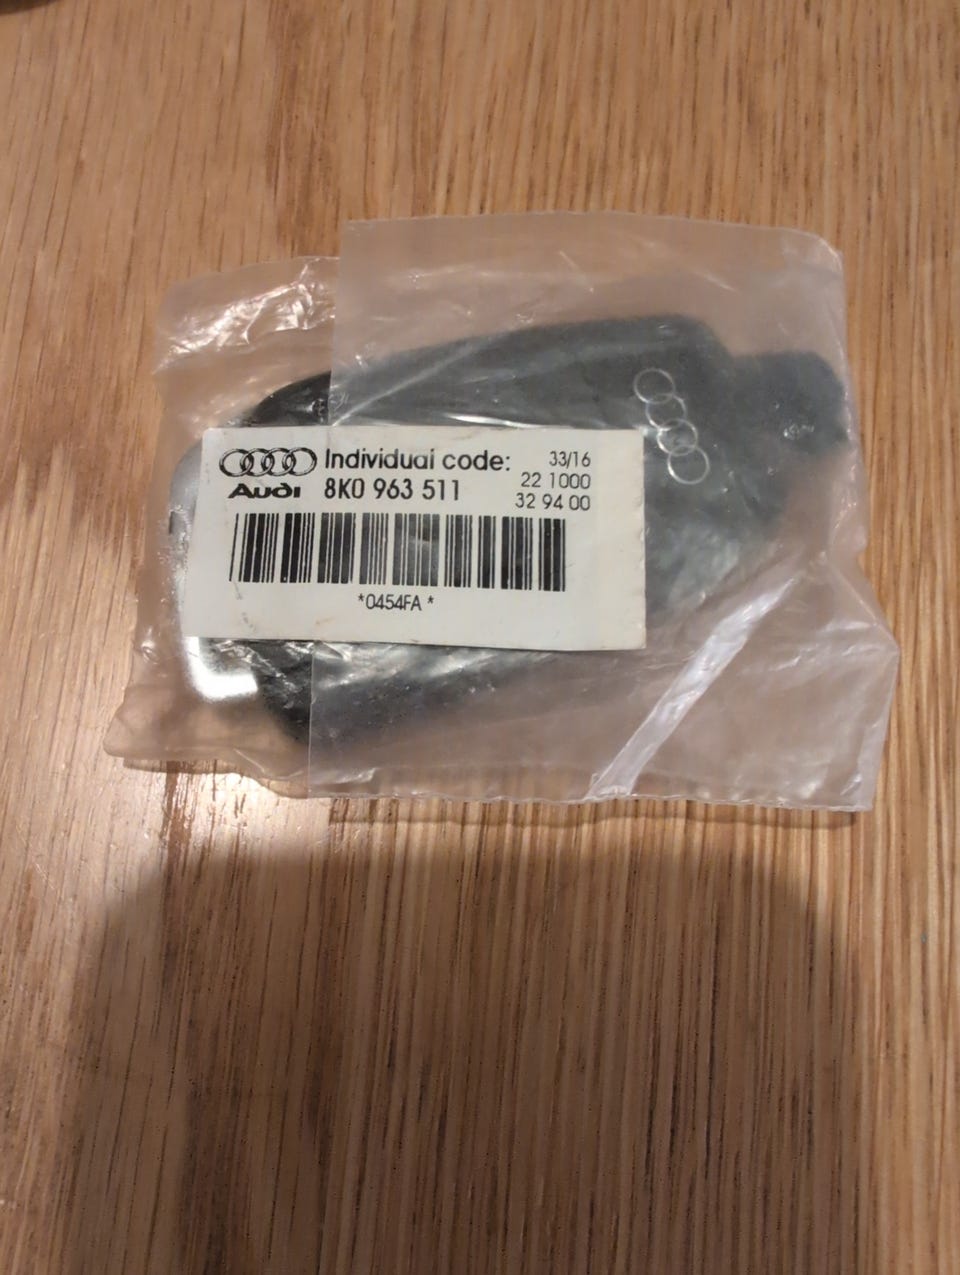 Individual code:
33/16
Audi
8K0 963 511
22 1000
32 94 00
*0454FA *